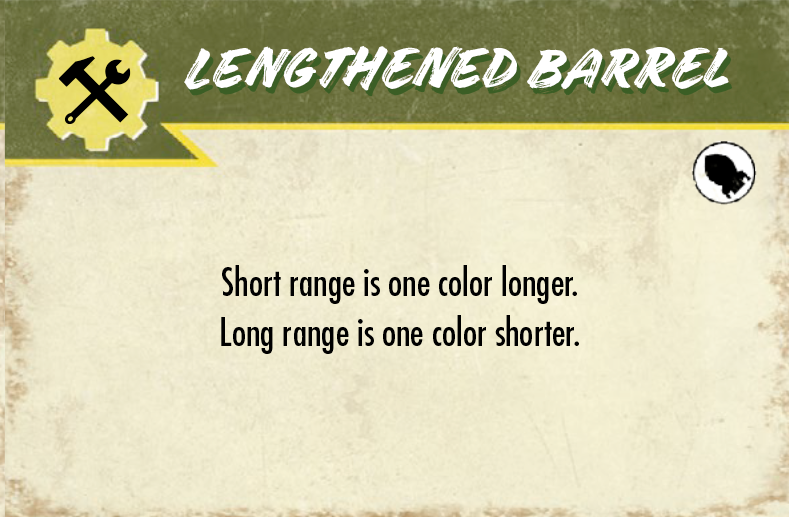 LENGTHENED BARREL
Short range is one color longer.
Long range is one color shorter.